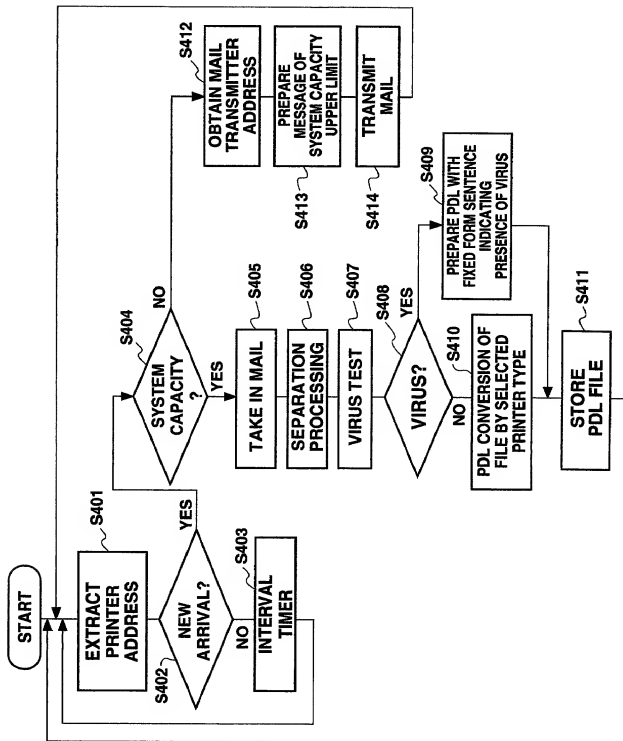 START
S401
EXTRACT
PRINTER
ADDRESS
S402
NEW
ARRIVAL?
YES
NO
S403
INTERVAL
TIMER
S404
SYSTEM
CAPACITY
?
NO
YES
S405
TAKE IN MAIL
S406
SEPARATION
PROCESSING
S407
VIRUS TEST
S408
VIRUS?
YES
NO
S409
PREPARE PDL WITH
FIXED FORM SENTENCE
INDICATING
PRESENCE OF VIRUS
S410
PDL CONVERSION OF
FILE BY SELECTED
PRINTER TYPE
S411
STORE
PDL FILE
S412
OBTAIN MAIL
TRANSMITTER
ADDRESS
S413
PREPARE
MESSAGE OF
SYSTEM CAPACITY
UPPER LIMIT
S414
TRANSMIT
MAIL